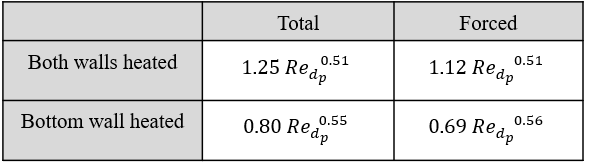 Total Forced
Both walls heated 1.25 Re_{d_p}^{0.51} 1.12 Re_{d_p}^{0.51}
Bottom wall heated 0.80 Re_{d_p}^{0.55} 0.69 Re_{d_p}^{0.56}